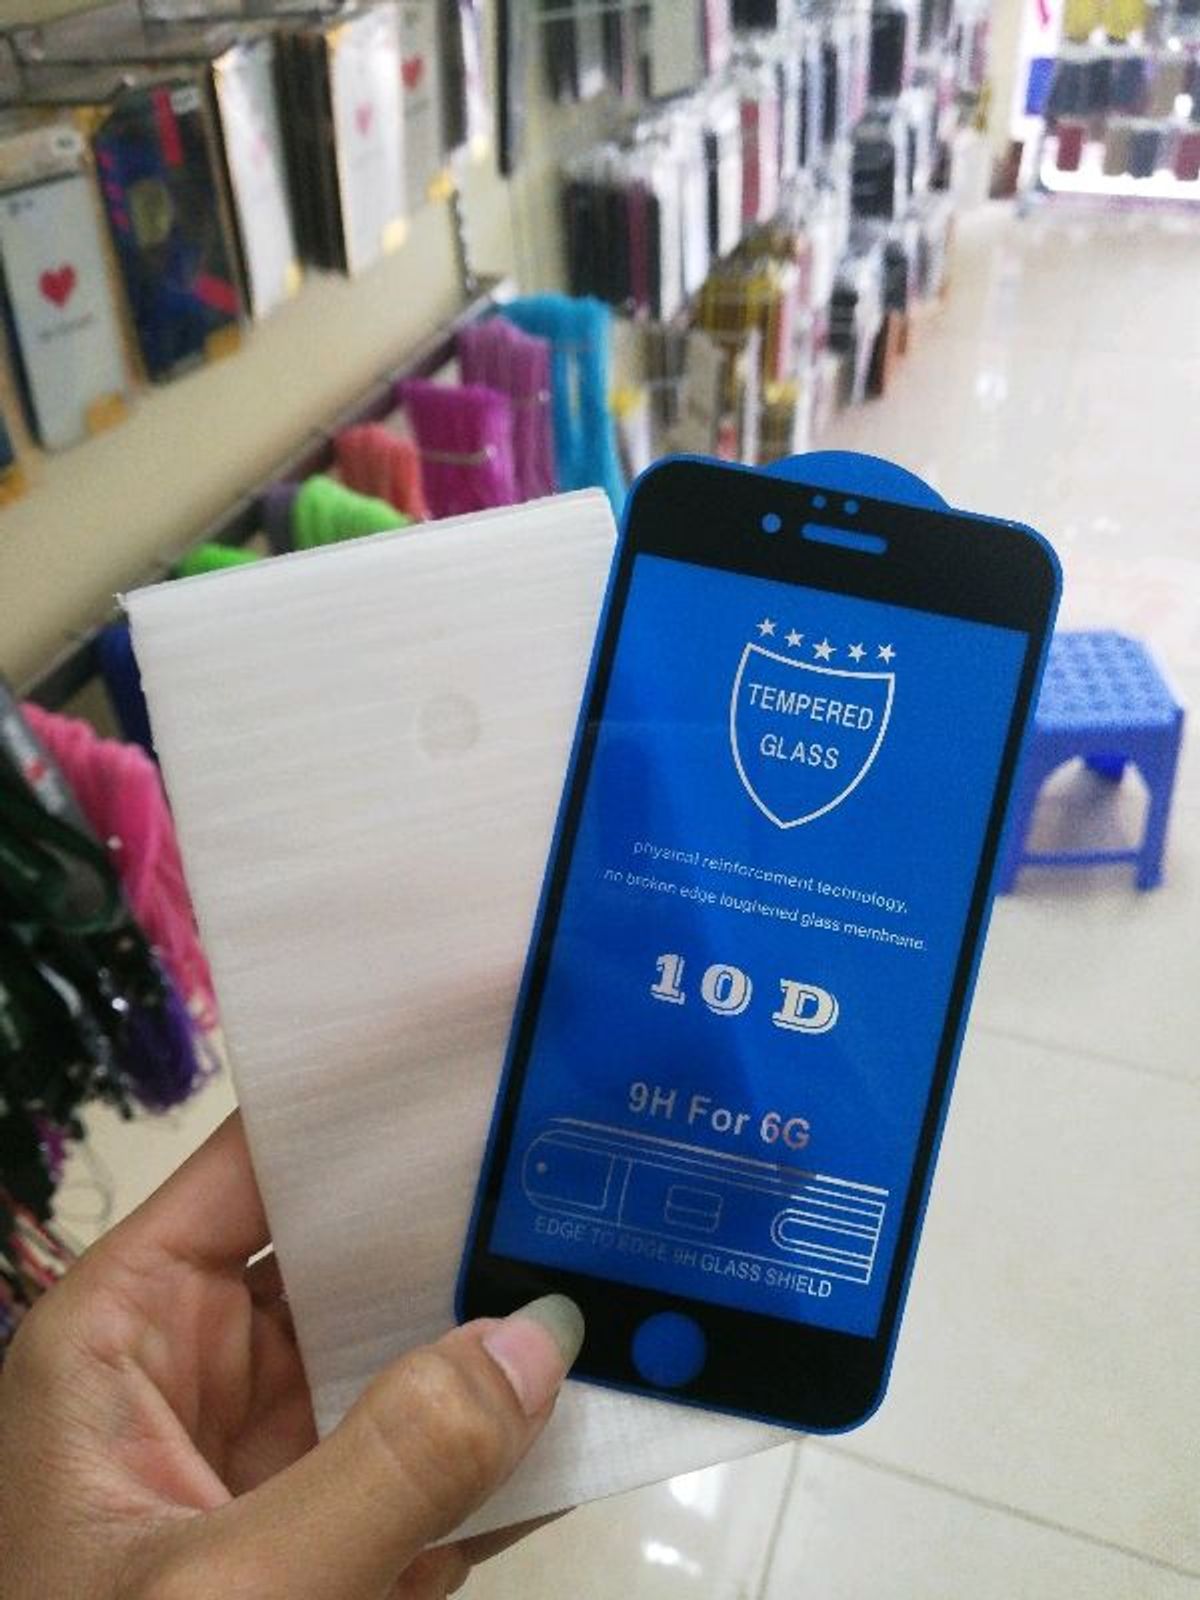 TEMPERED
GLASS
physical reinforcement technology,
no broken edge toughened glass membrane.
10 D
9H For 6G
EDGE TO EDGE 9H GLASS SHIELD